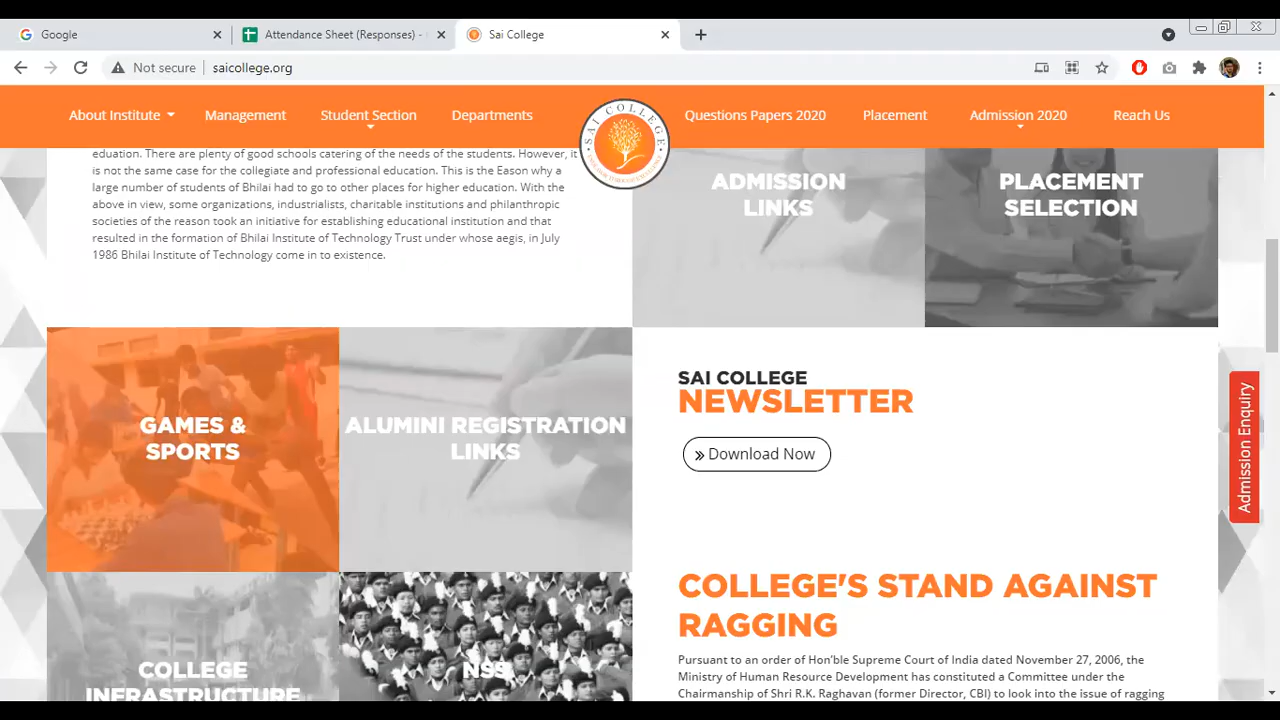 Google
Attendance Sheet (Responses) -
Sai College
Not secure
saicollege.org
About Institute
Management
Student Section
Departments
SAI COLLEGE
Questions Papers 2020
Placement
Admission 2020
Reach Us
eduation. There are plenty of good schools catering of the needs of the students. However, it
is not the same case for the collegiate and professional education. This is the Eason why a
large number of students of Bhilai had to go to other places for higher education. With the
above in view, some organizations, industrialists, charitable institutions and philanthropic
societies of the reason took an initiative for establishing educational institution and that
resulted in the formation of Bhilai Institute of Technology Trust under whose aegis, in July
1986 Bhilai Institute of Technology come in to existence.
ADMISSION
LINKS
PLACEMENT
SELECTION
GAMES &
SPORTS
ALUMINI REGISTRATION
LINKS
SAI COLLEGE
NEWSLETTER
» Download Now
Admission Enquiry
COLLEGE
INFRASTRUCTURE
NSS
COLLEGE'S STAND AGAINST
RAGGING
Pursuant to an order of Hon'ble Supreme Court of India dated November 27, 2006, the
Ministry of Human Resource Development has constituted a Committee under the
Chairmanship of Shri R.K. Raghavan (former Director, CBI) to look into the issue of ragging